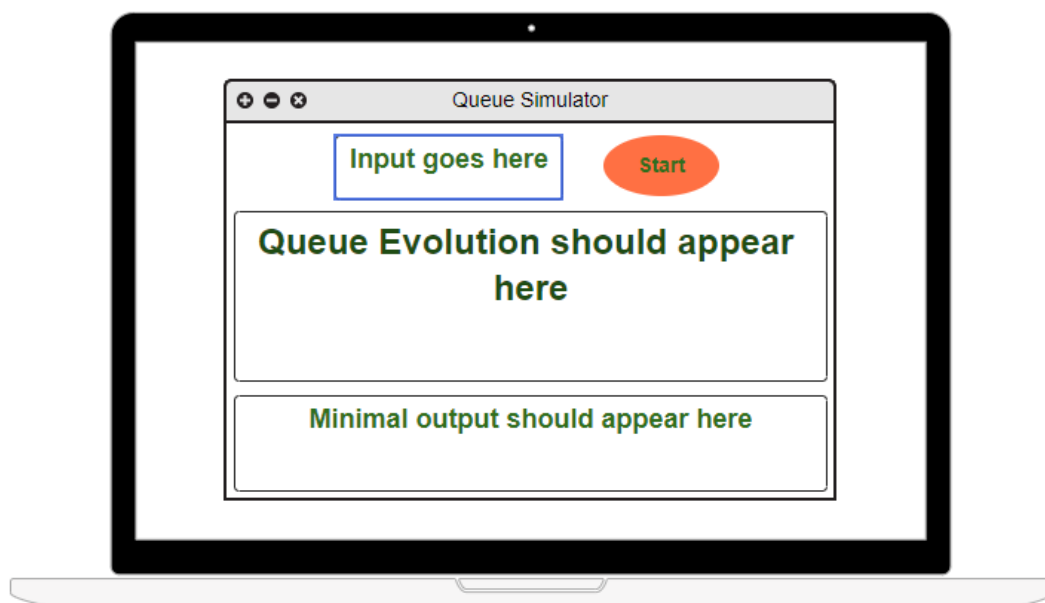 Queue Simulator
Input goes here
Start
Queue Evolution should appear
here
Minimal output should appear here